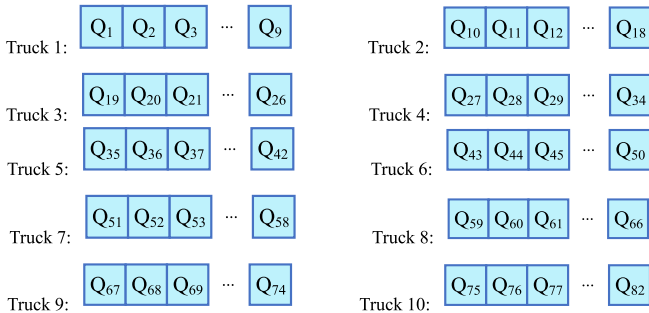 Truck 1: Q1 Q2 Q3 ... Q9
Truck 2: Q10 Q11 Q12 ... Q18
Truck 3: Q19 Q20 Q21 ... Q26
Truck 4: Q27 Q28 Q29 ... Q34
Truck 5: Q35 Q36 Q37 ... Q42
Truck 6: Q43 Q44 Q45 ... Q50
Truck 7: Q51 Q52 Q53 ... Q58
Truck 8: Q59 Q60 Q61 ... Q66
Truck 9: Q67 Q68 Q69 ... Q74
Truck 10: Q75 Q76 Q77 ... Q82